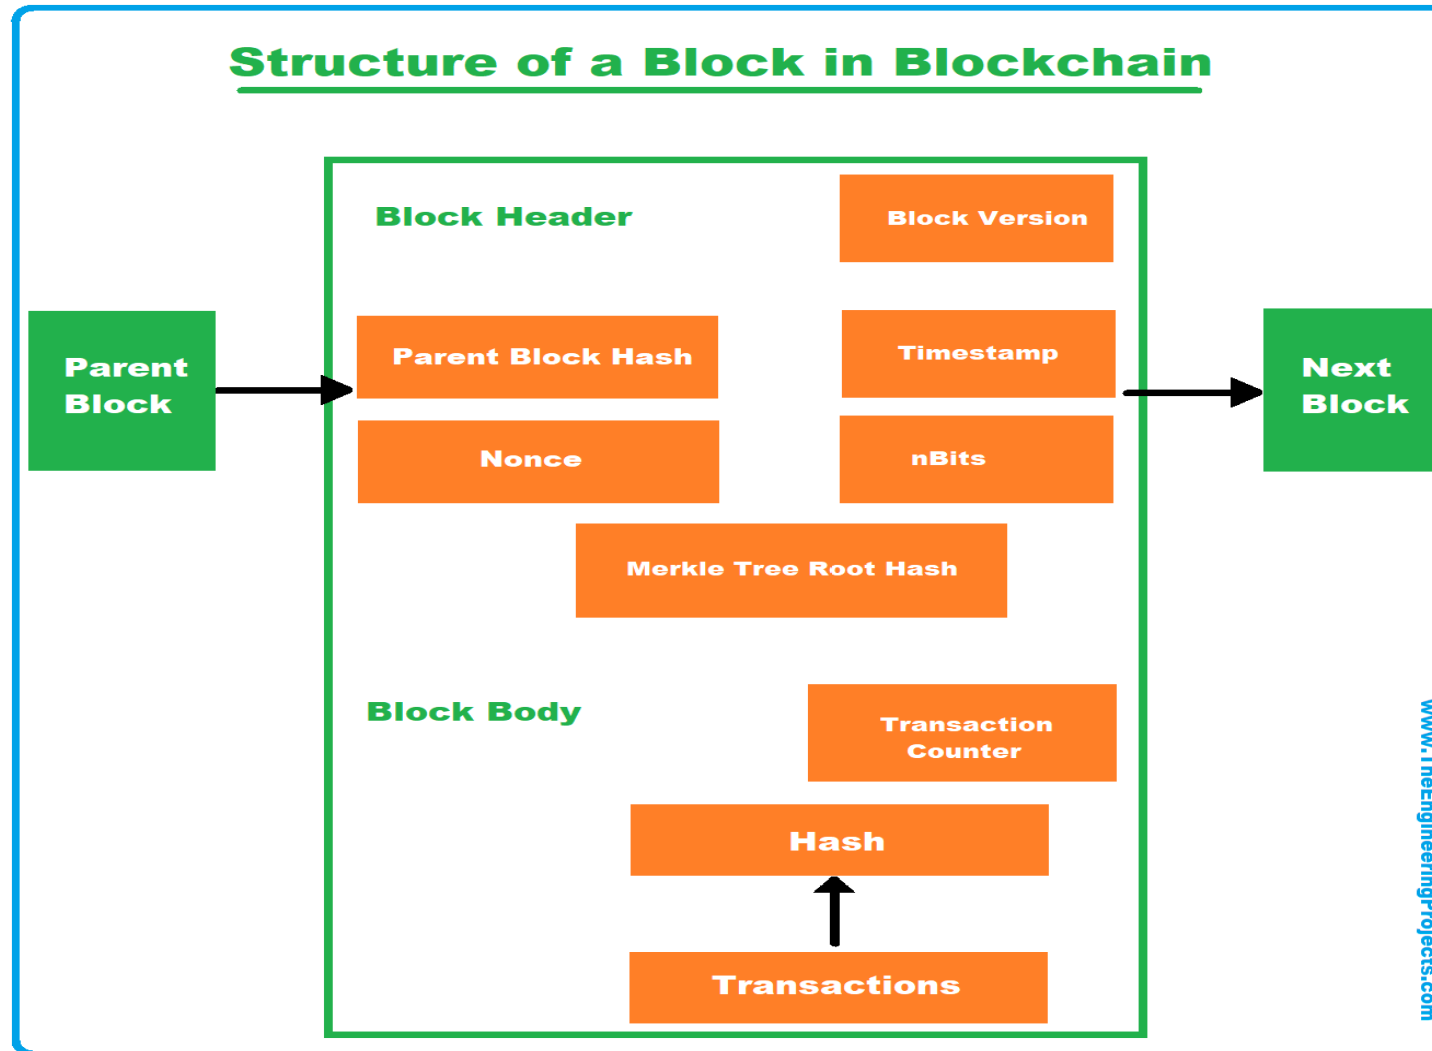 Structure of a Block in Blockchain
Block Header
Block Version
Parent
Block
Parent Block Hash
Timestamp
Next
Block
Nonce
nBits
Merkle Tree Root Hash
Block Body
Transaction
Counter
Hash
Transactions
www.TheEngineeringProjects.com